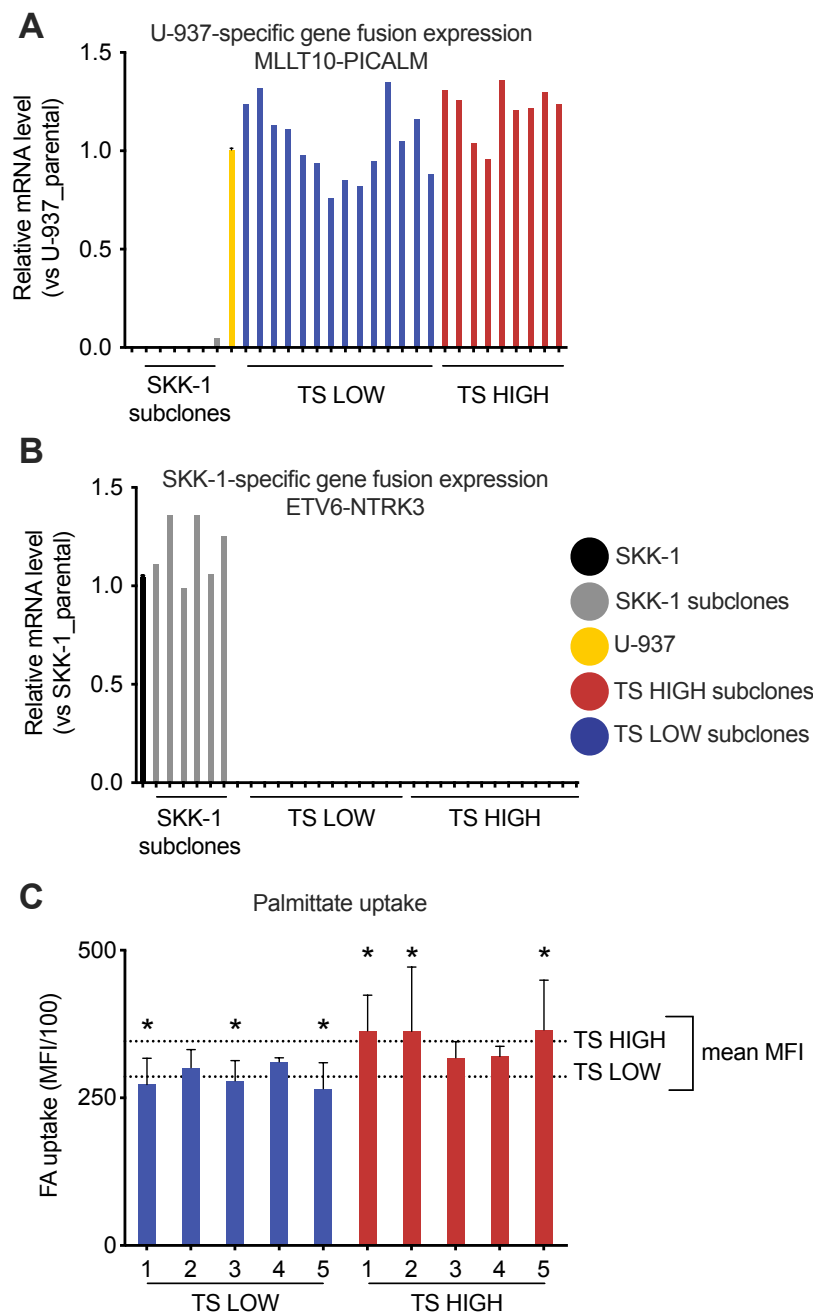 A
U-937-specific gene fusion expression
MLLT10-PICALM
Relative mRNA level
(vs U-937_parental)
1.5
1.0
0.5
0.0
SKK-1
subclones
TS LOW
TS HIGH
B
SKK-1-specific gene fusion expression
ETV6-NTRK3
Relative mRNA level
(vs SKK-1_parental)
1.5
1.0
0.5
0.0
SKK-1
subclones
TS LOW
TS HIGH
SKK-1
SKK-1 subclones
U-937
TS HIGH subclones
TS LOW subclones
C
Palmittate uptake
FA uptake (MFI/100)
500
250
0
* * * * * *
TS HIGH
TS LOW
mean MFI
1 2 3 4 5 1 2 3 4 5
TS LOW
TS HIGH